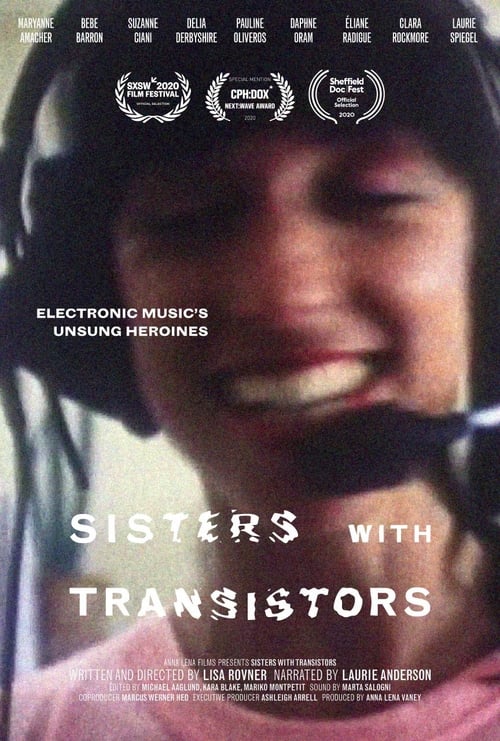 MARYANNE AMACHER
BEBE BARRON
SUZANNE CIANI
DELIA DERBYSHIRE
PAULINE OLIVEROS
DAPHNE ORAM
ÉLIANE RADIGUE
CLARA ROCKMORE
LAURIE SPIEGEL
SXSW 2020
FILM FESTIVAL
OFFICIAL SELECTION
SPECIAL MENTION
CPH:DOX
NEXT:WAVE AWARD
2020
Sheffield
Doc|Fest
Official
Selection
2020
ELECTRONIC MUSIC'S
UNSUNG HEROINES
SISTERS WITH
TRANSISTORS
ANNA LENA FILMS PRESENTS SISTERS WITH TRANSISTORS
WRITTEN AND DIRECTED BY LISA ROVNER NARRATED BY LAURIE ANDERSON
EDITED BY MICHAEL AAGLUND, KARA BLAKE, MARIKO MONTPETIT SOUND BY MARTA SALOGNI
COPRODUCER MARCUS WERNER HED EXECUTIVE PRODUCER ASHLEIGH ARRELL PRODUCED BY ANNA LENA VANEY